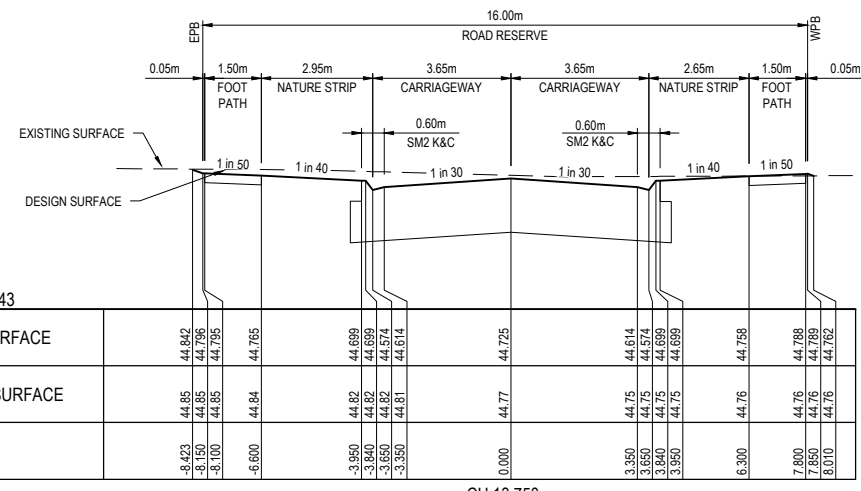 16.00m
ROAD RESERVE
EPB
WPB
0.05m 1.50m 2.95m 3.65m 3.65m 2.65m 1.50m 0.05m
FOOT PATH
NATURE STRIP
CARRIAGEWAY
CARRIAGEWAY
NATURE STRIP
FOOT PATH
0.60m
SM2 K&C
0.60m
SM2 K&C
EXISTING SURFACE
1 in 50
1 in 40
1 in 30
1 in 30
1 in 40
1 in 50
DESIGN SURFACE
43
RFACE 44.842 44.796 44.795 44.765 44.699 44.699 44.574 44.614 44.725 44.614 44.574 44.699 44.699 44.758 44.788 44.789 44.762
SURFACE 44.85 44.85 44.85 44.84 44.82 44.82 44.82 44.81 44.77 44.75 44.75 44.75 44.75 44.76 44.76 44.76 44.76
-8.423 -8.150 -8.100 -6.600 -3.950 -3.840 -3.650 -3.350 0.000 3.350 3.650 3.840 3.950 6.300 7.800 7.850 8.010